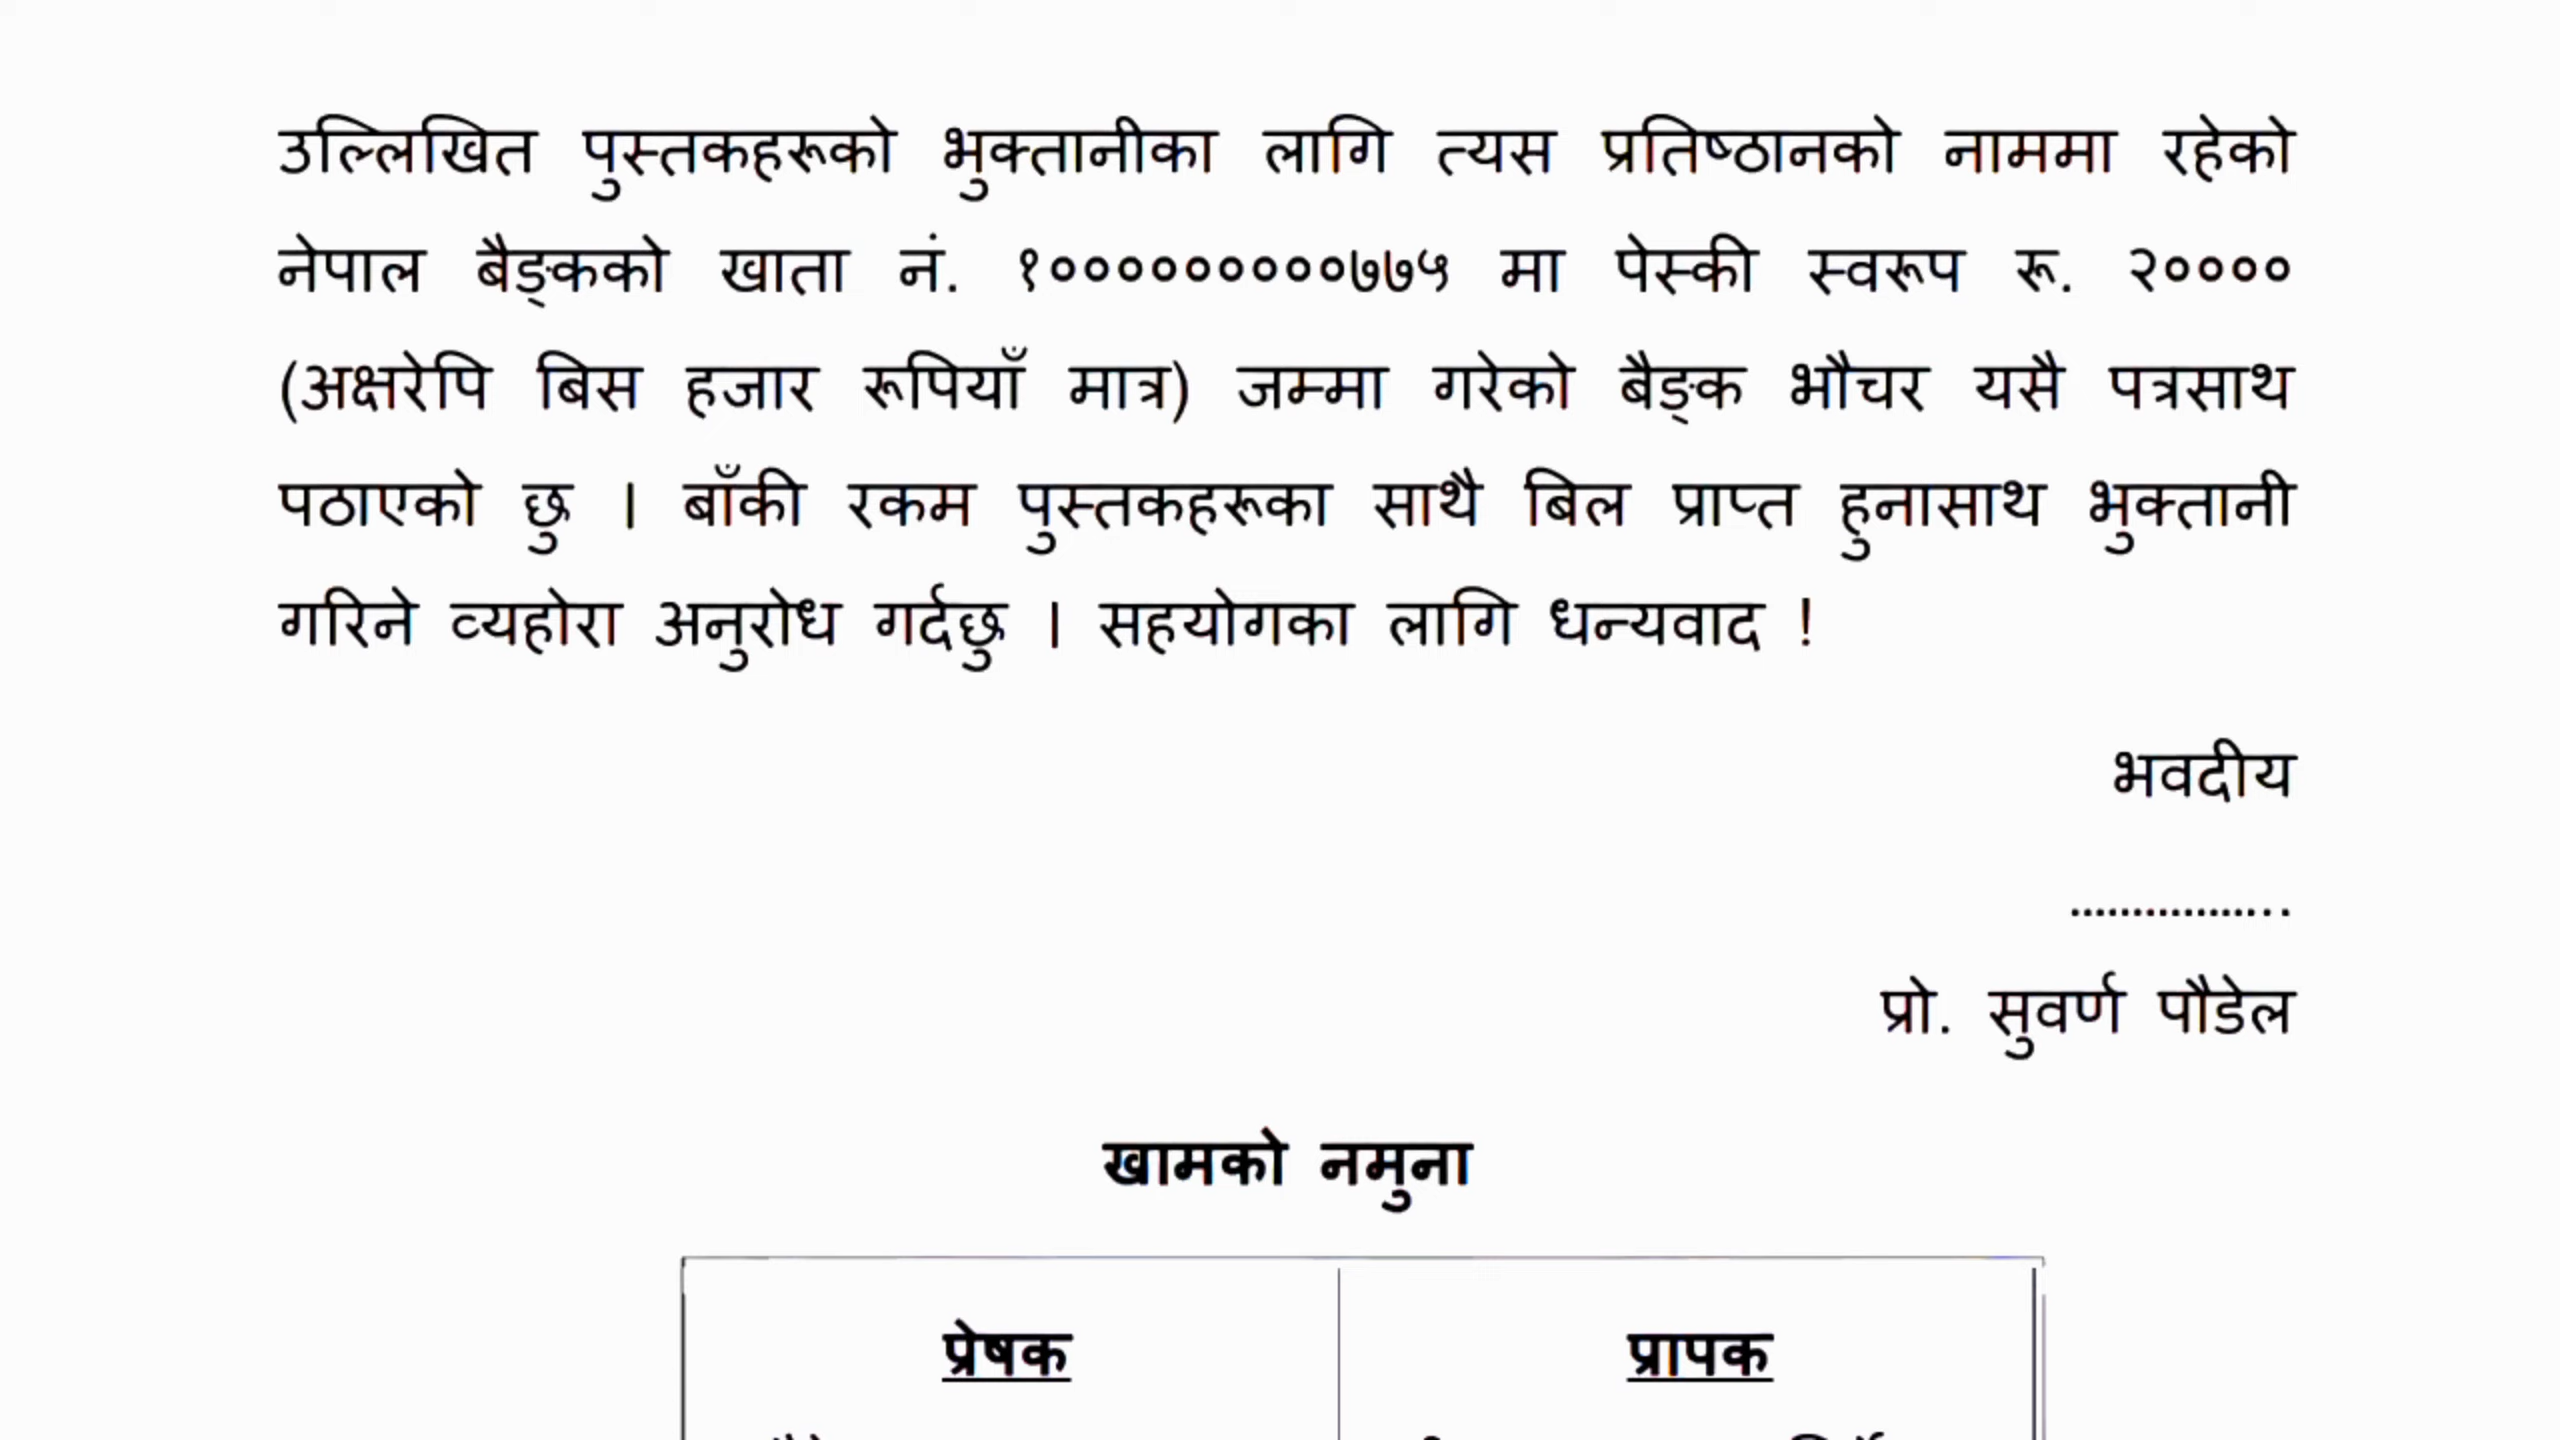 उल्लिखित पुस्तकहरूको भुक्तानीका लागि त्यस प्रतिष्ठानको नाममा रहेको
नेपाल बैङ्कको खाता नं. १०००००००००७७५ मा पेस्की स्वरूप रू. २००००
(अक्षरेपि बिस हजार रूपियाँ मात्र) जम्मा गरेको बैङ्क भौचर यसै पत्रसाथ
पठाएको छु । बाँकी रकम पुस्तकहरूका साथै बिल प्राप्त हुनासाथ भुक्तानी
गरिने व्यहोरा अनुरोध गर्दछु । सहयोगका लागि धन्यवाद !
भवदीय
..................
प्रो. सुवर्ण पौडेल
खामको नमुना
प्रेषक प्रापक